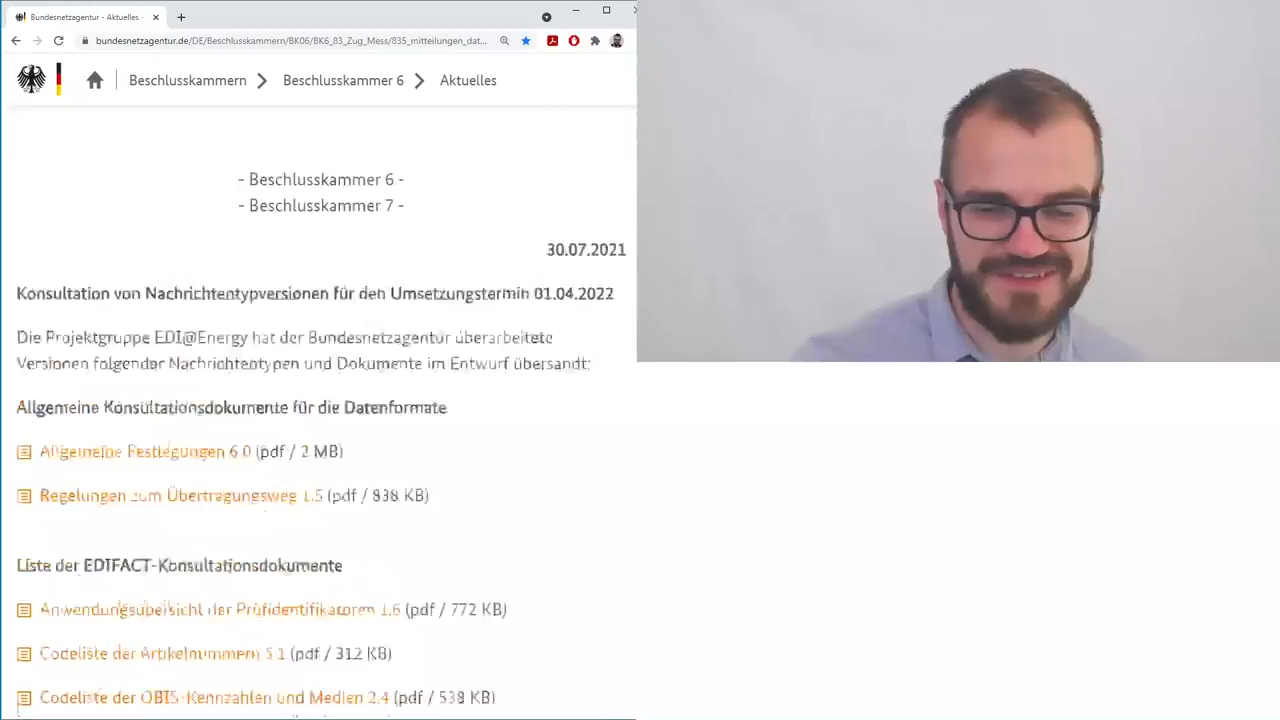 Bundesnetzagentur - Aktuelles -
bundesnetzagentur.de/DE/Beschlusskammern/BK06/BK6_83_Zug_Mess/835_mitteilungen_dat...
Beschlusskammern
Beschlusskammer 6
Aktuelles
- Beschlusskammer 6 -
- Beschlusskammer 7 -
30.07.2021
Konsultation von Nachrichtentypversionen für den Umsetzungstermin 01.04.2022
Die Projektgruppe EDI@Energy hat der Bundesnetzagentur überarbeitete
Versionen folgender Nachrichtentypen und Dokumente im Entwurf übersandt:
Allgemeine Konsultationsdokumente für die Datenformate
Allgemeine Festlegungen 6.0 (pdf / 2 MB)
Regelungen zum Übertragungsweg 1.5 (pdf / 838 KB)
Liste der EDIFACT-Konsultationsdokumente
Anwendungsübersicht der Prüfidentifikatoren 1.6 (pdf / 772 KB)
Codeliste der Artikelnummern 5.1 (pdf / 312 KB)
Codeliste der OBIS-Kennzahlen und Medien 2.4 (pdf / 538 KB)